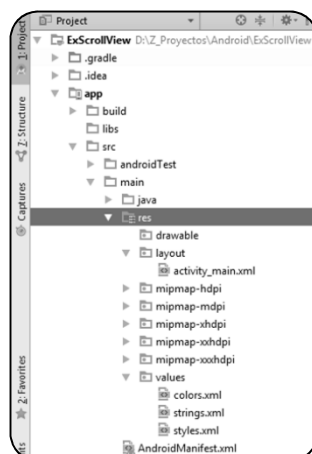 Project
ExScrollView D:\Z_Proyectos\Android\ExScrollView
.gradle
.idea
app
build
libs
src
androidTest
main
java
res
drawable
layout
activity_main.xml
mipmap-hdpi
mipmap-mdpi
mipmap-xhdpi
mipmap-xxhdpi
mipmap-xxxhdpi
values
colors.xml
strings.xml
styles.xml
AndroidManifest.xml
1: Project
7: Structure
Captures
2: Favorites